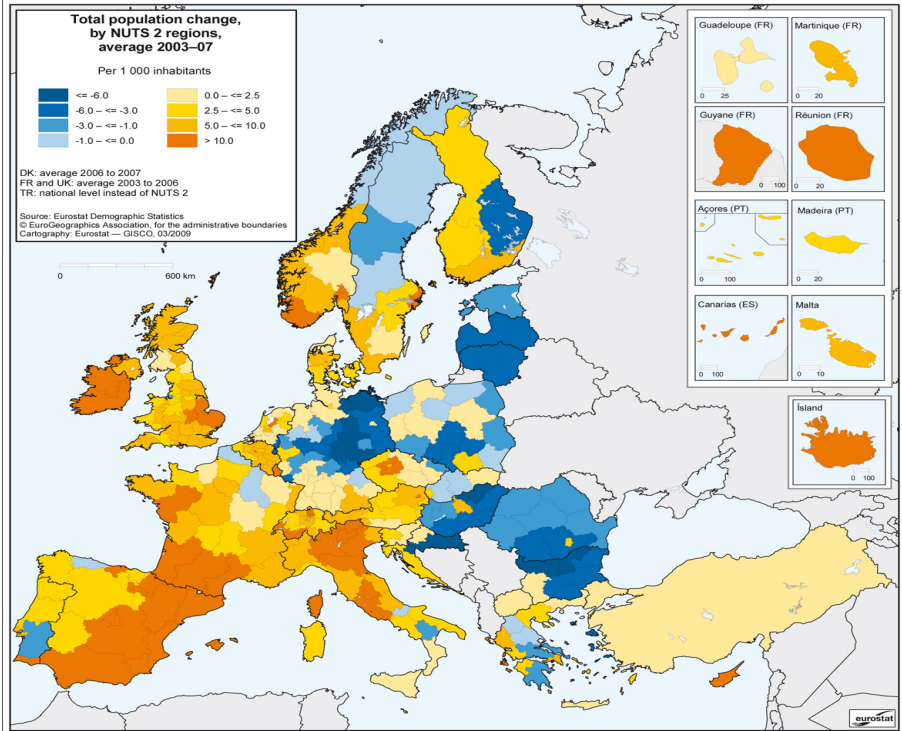 Total population change,
by NUTS 2 regions,
average 2003–07
Per 1 000 inhabitants
<= -6.0
-6.0 – <= -3.0
-3.0 – <= -1.0
-1.0 – <= 0.0
0.0 – <= 2.5
2.5 – <= 5.0
5.0 – <= 10.0
> 10.0
DK: average 2006 to 2007
FR and UK: average 2003 to 2006
TR: national level instead of NUTS 2
Source: Eurostat Demographic Statistics
© EuroGeographics Association, for the administrative boundaries
Cartography: Eurostat — GISCO, 03/2009
0 600 km
Guadeloupe (FR)
0 25
Martinique (FR)
0 20
Guyane (FR)
0 100
Réunion (FR)
0 20
Açores (PT)
0 100
Madeira (PT)
0 20
Canarias (ES)
0 100
Malta
0 10
Ísland
0 100
eurostat